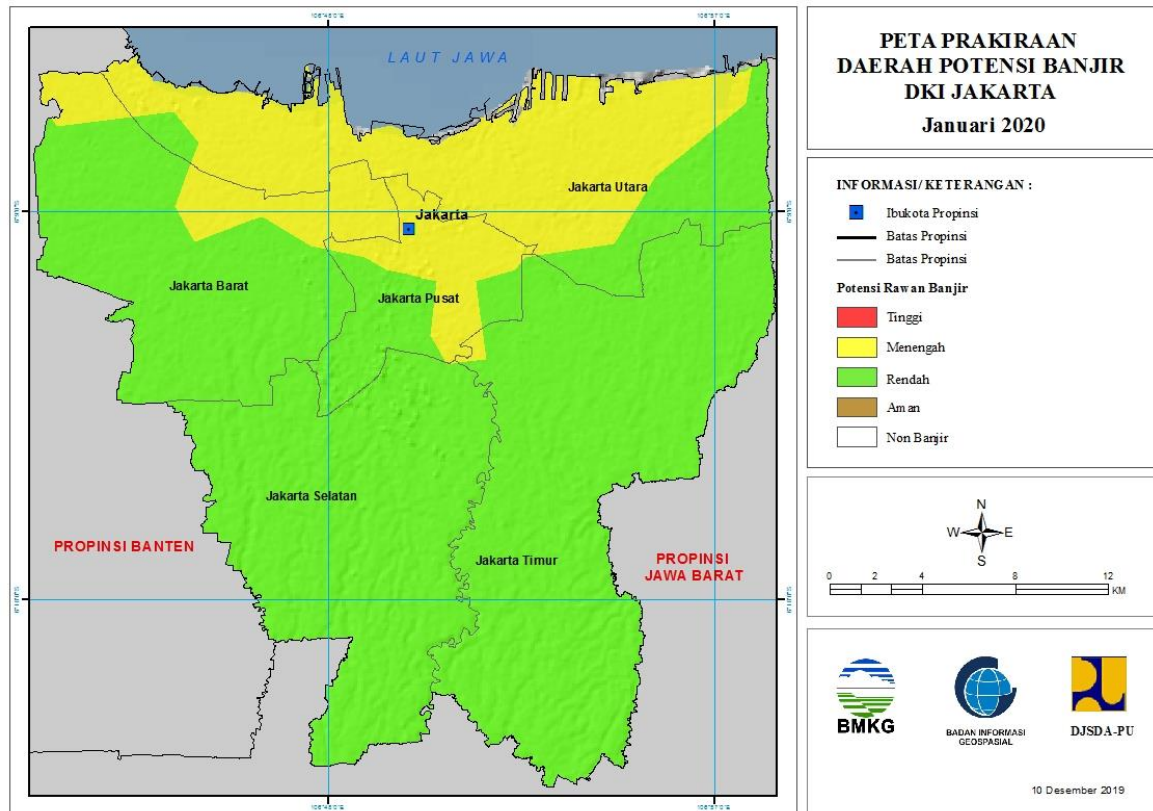 PETA PRAKIRAAN
DAERAH POTENSI BANJIR
DKI JAKARTA
Januari 2020
LAUT JAWA
Jakarta Utara
Jakarta
Jakarta Barat
Jakarta Pusat
Jakarta Selatan
Jakarta Timur
PROPINSI BANTEN
PROPINSI
JAWA BARAT
INFORMASI/ KETERANGAN :
Ibukota Propinsi
Batas Propinsi
Batas Propinsi
Potensi Rawan Banjir
Tinggi
Menengah
Rendah
Aman
Non Banjir
N
W E
S
0 2 4 8 12
KM
BMKG
BADAN INFORMASI
GEOSPASIAL
DJSDA-PU
10 Desember 2019